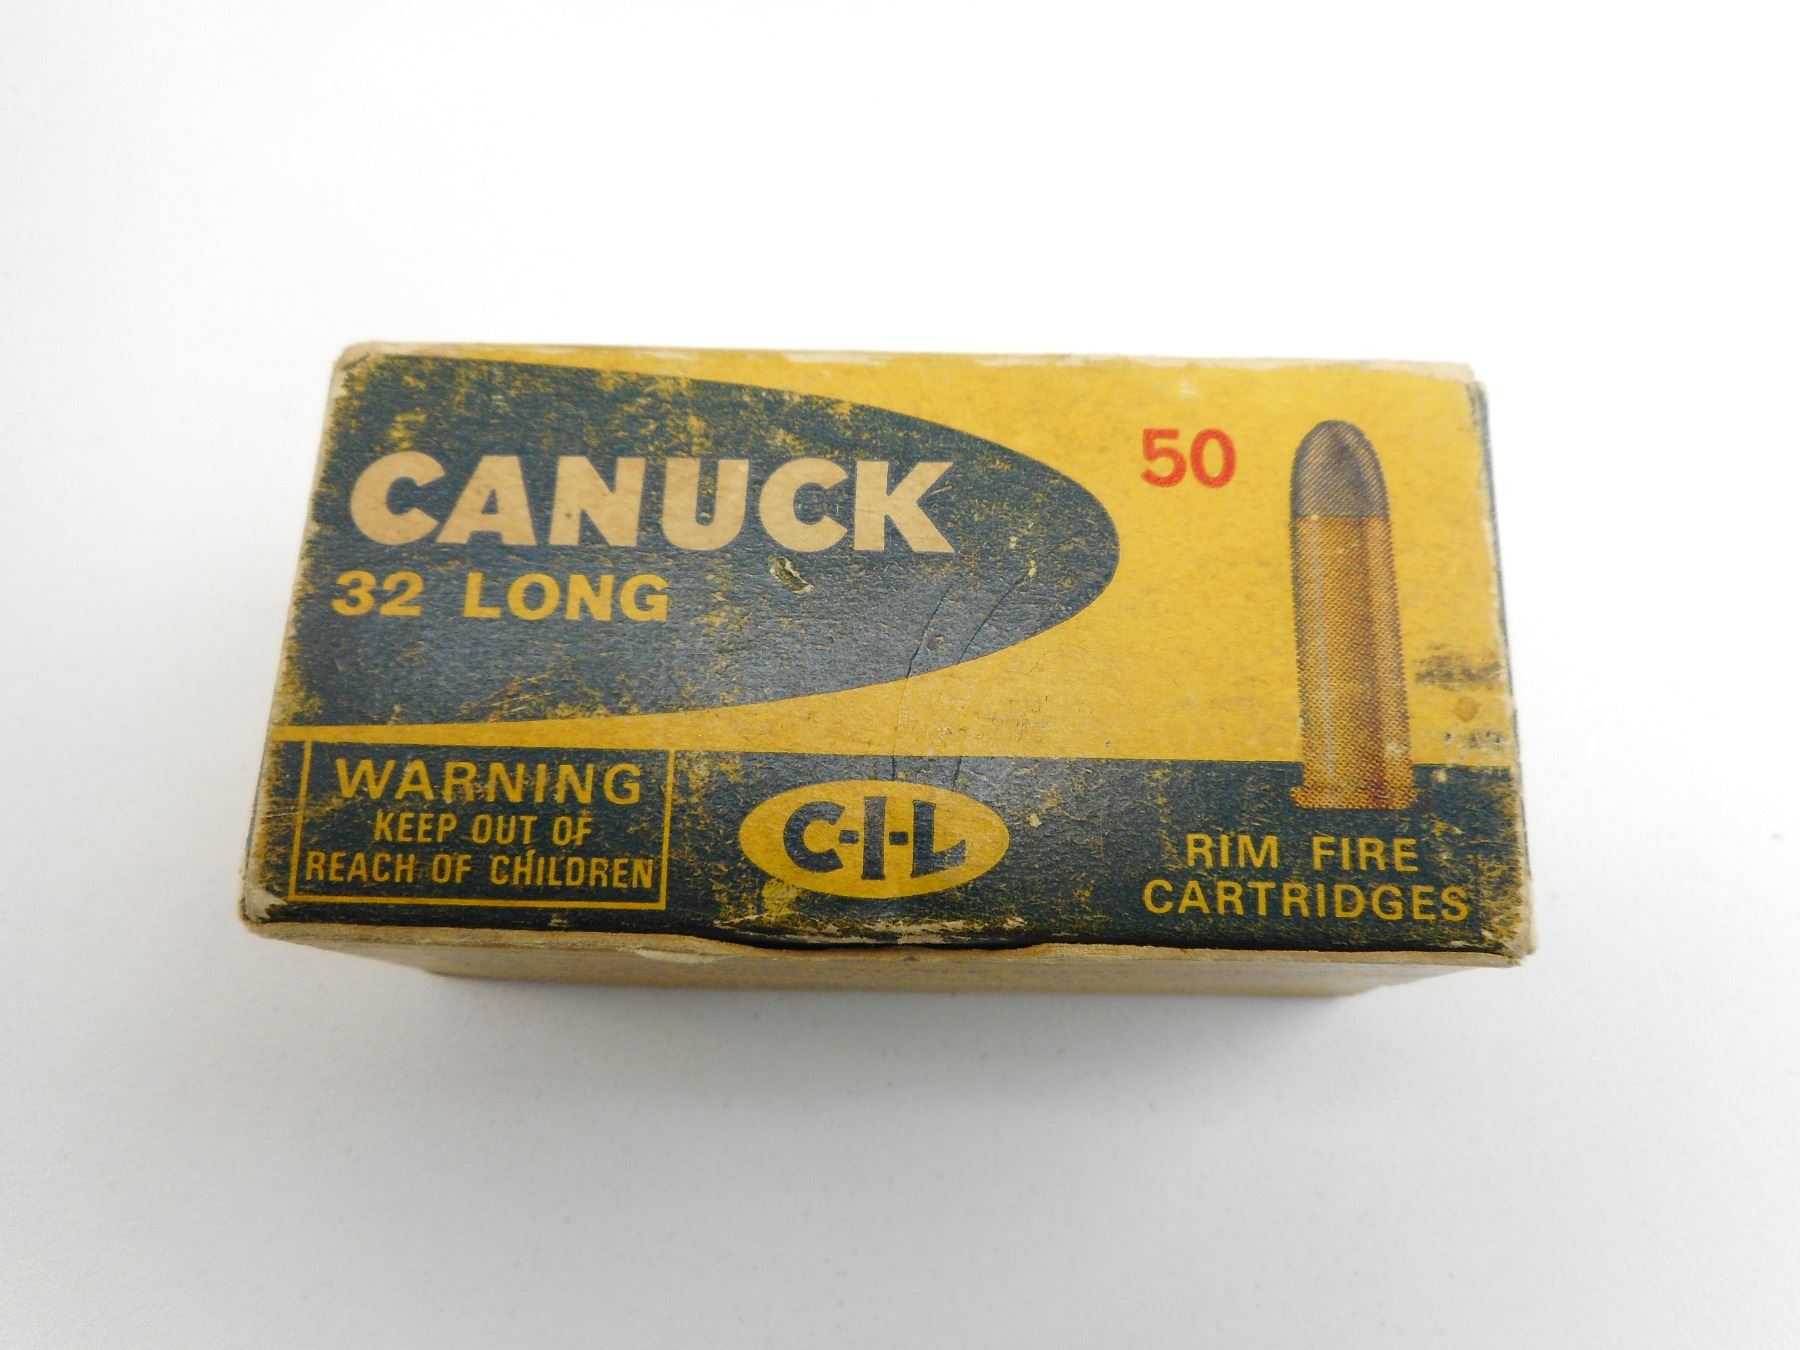 CANUCK
32 LONG
50
WARNING
KEEP OUT OF
REACH OF CHILDREN
C-I-L
RIM FIRE
CARTRIDGES